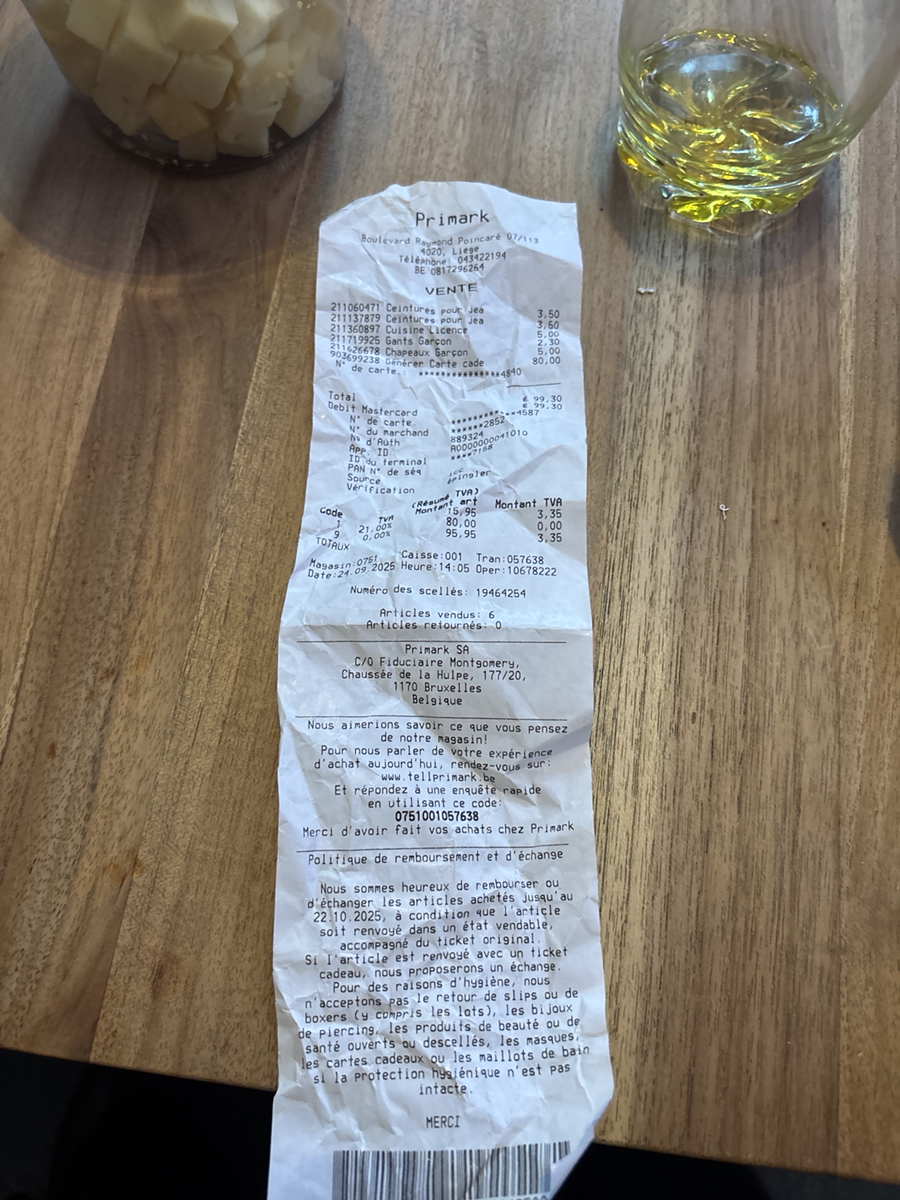 Primark
Boulevard Raymond Poincaré 07/113
4020, Liege
Téléphone: 043422194
BE 0817296264
VENTE
211060471 Ceintures pour Jea 3,50
211137879 Ceintures pour Jea 3,50
211360897 Cuisine Licence 5,00
211719925 Gants Garçon 2,30
211626678 Chapeaux Garçon 5,00
903699238 Générer Carte cade 80,00
N° de carte.: ***************4840
Total € 99,30
Debit Mastercard € 99,30
N° de carte. ************4587
N° du marchand ******2852
N° d'Auth 889324
App. ID A0000000041010
ID du terminal ****7158
PAN N° de séq
Source icc
Vérification épingler
(Résumé TVA)
Code TVA Montant art Montant TVA
1 21,00% 15,95 3,35
9 0,00% 80,00 0,00
TOTAUX 95,95 3,35
Magasin:0751 Caisse:001 Tran:057638
Date:24.09.2025 Heure:14:05 Oper:10678222
Numéro des scellés: 19464254
Articles vendus: 6
Articles retournés: 0
Primark SA
C/O Fiduciaire Montgomery,
Chaussée de la Hulpe, 177/20,
1170 Bruxelles
Belgique
Nous aimerions savoir ce que vous pensez
de notre magasin!
Pour nous parler de votre expérience
d'achat aujourd'hui, rendez-vous sur:
www.tellprimark.be
Et répondez à une enquête rapide
en utilisant ce code:
0751001057638
Merci d'avoir fait vos achats chez Primark
Politique de remboursement et d'échange
Nous sommes heureux de rembourser ou
d'échanger les articles achetés jusqu'au
22.10.2025, à condition que l'article
soit renvoyé dans un état vendable,
accompagné du ticket original.
Si l'article est renvoyé avec un ticket
cadeau, nous proposerons un échange.
Pour des raisons d'hygiène, nous
n'acceptons pas le retour de slips ou de
boxers (y compris les lots), les bijoux
de piercing, les produits de beauté ou de
santé ouverts ou descellés, les masques,
les cartes cadeaux ou les maillots de bain
si la protection hygiénique n'est pas
intacte.
MERCI